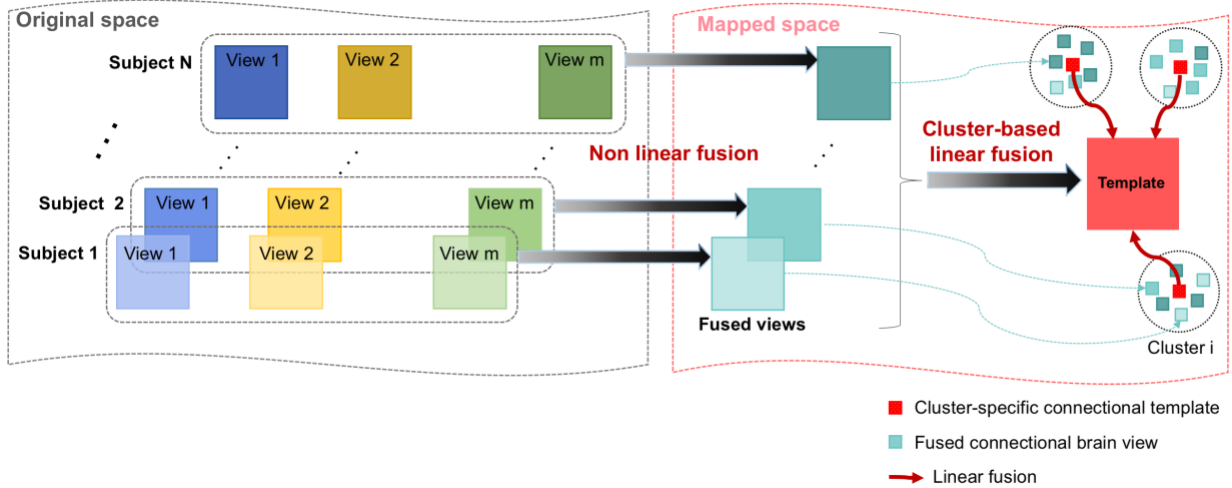 Original space
Mapped space
Subject N
View 1
View 2
View m
Non linear fusion
Cluster-based
linear fusion
Template
Subject 2
View 1
View 2
View m
Subject 1
View 1
View 2
View m
Fused views
Cluster i
Cluster-specific connectional template
Fused connectional brain view
Linear fusion